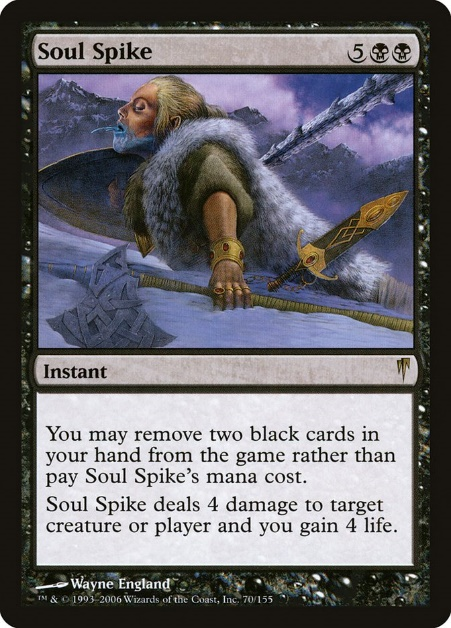 Soul Spike 5
Instant
You may remove two black cards in
your hand from the game rather than
pay Soul Spike's mana cost.
Soul Spike deals 4 damage to target
creature or player and you gain 4 life.
Wayne England
™ & © 1993–2006 Wizards of the Coast, Inc. 70/155